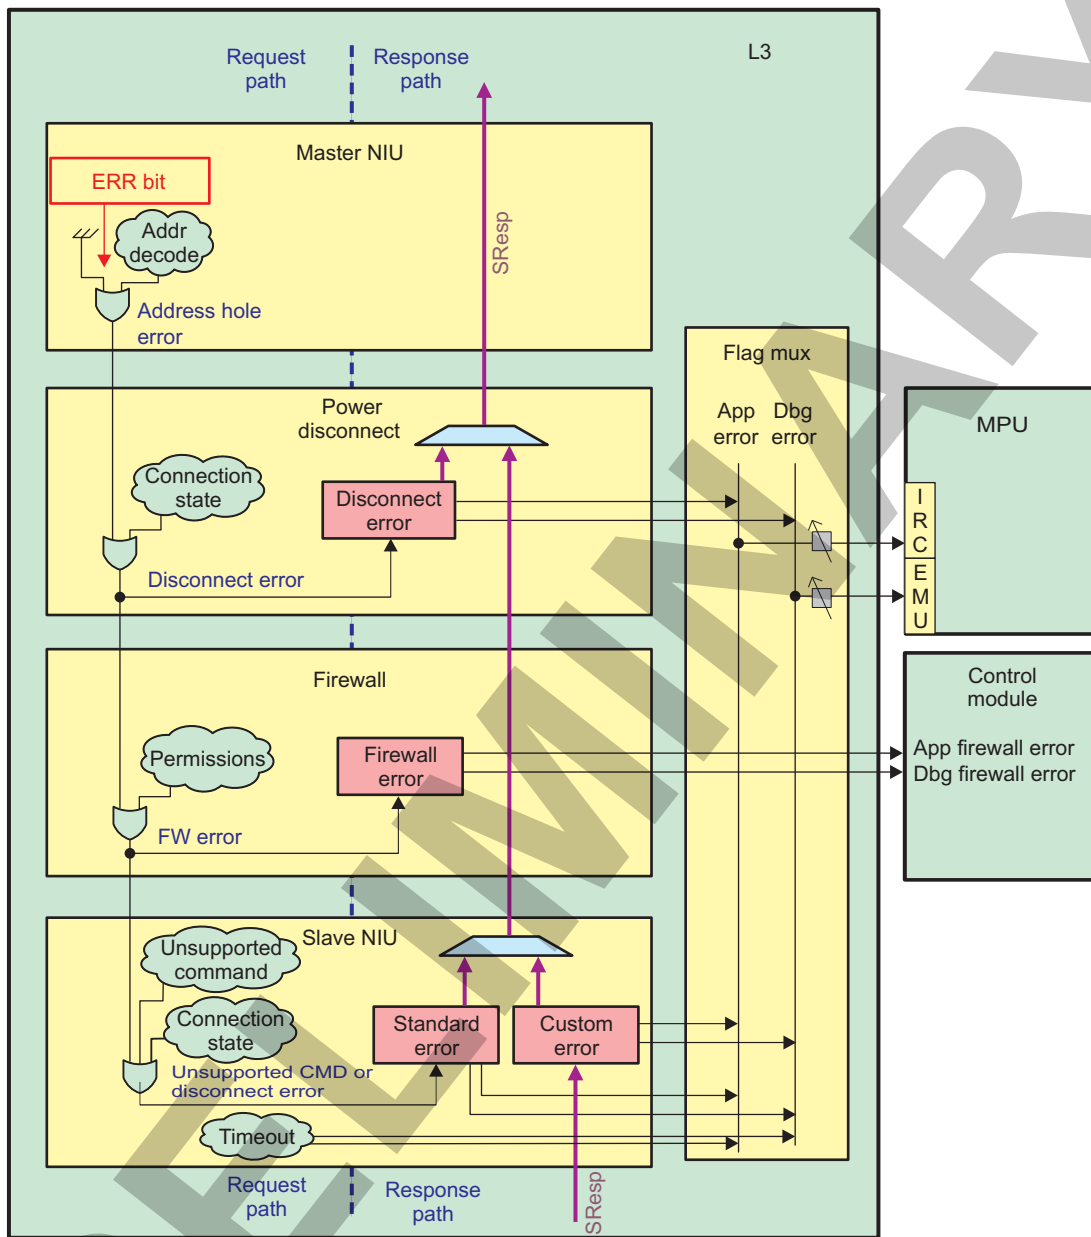 Request
path
Response
path
L3
Master NIU
ERR bit
Addr
decode
SResp
Address hole
error
Flag mux
App
error
Dbg
error
Power
disconnect
MPU
Connection
state
Disconnect
error
I
R
C
E
M
U
Disconnect error
Firewall
Control
module
Permissions
Firewall
error
App firewall error
Dbg firewall error
FW error
Slave NIU
Unsupported
command
Connection
state
Standard
error
Custom
error
Unsupported CMD or
disconnect error
Timeout
Request
path
Response
path
SResp
PRELIMINARY